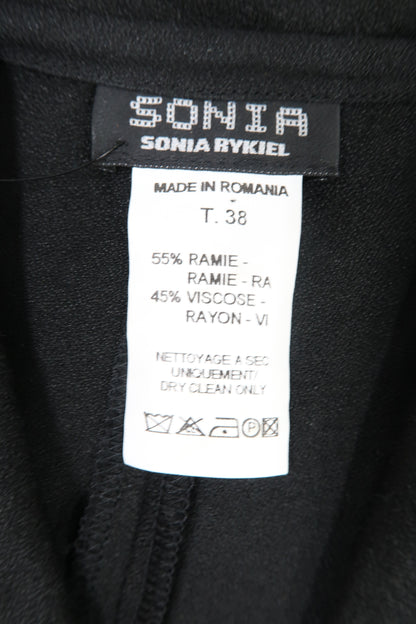 SONIA
SONIA RYKIEL
MADE IN ROMANIA
T. 38
55% RAMIE -
RAMIE - RA
45% VISCOSE -
RAYON - VI
NETTOYAGE A SEC
UNIQUEMENT/
DRY CLEAN ONLY
P